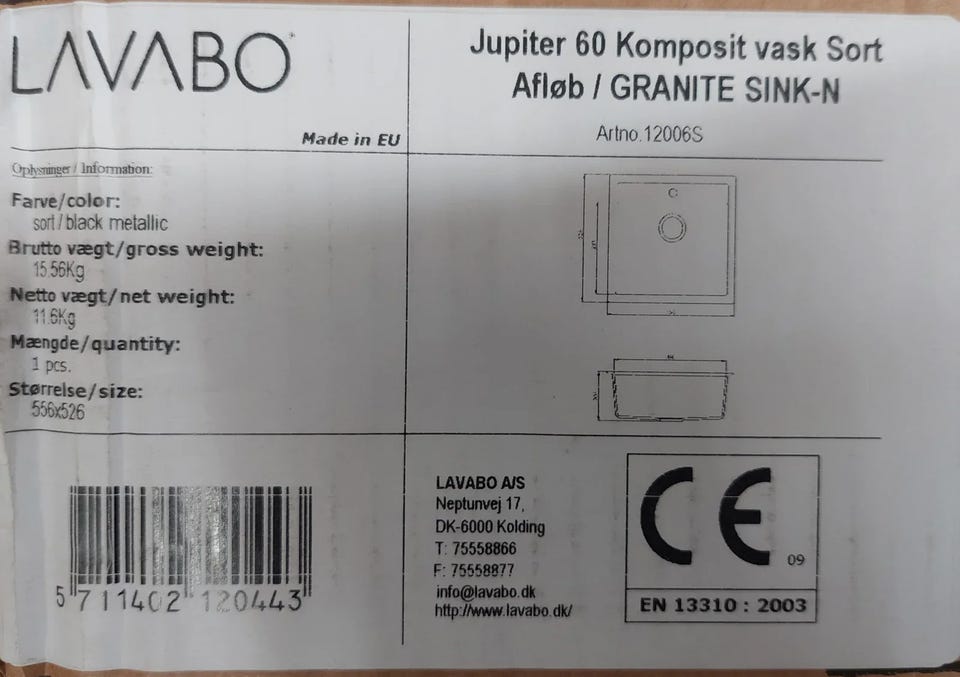 LAVABO
Made in EU
Jupiter 60 Komposit vask Sort
Afløb / GRANITE SINK-N
Artno.12006S
Oplysninger / Information:
Farve/color:
sort / black metallic
Brutto vægt/gross weight:
15.56Kg
Netto vægt/net weight:
11.6Kg
Mængde/quantity:
1 pcs.
Størrelse/size:
556x526
5 711402 120443
LAVABO A/S
Neptunvej 17,
DK-6000 Kolding
T: 75558866
F: 75558877
info@lavabo.dk
http://www.lavabo.dk/
CE
09
EN 13310 : 2003